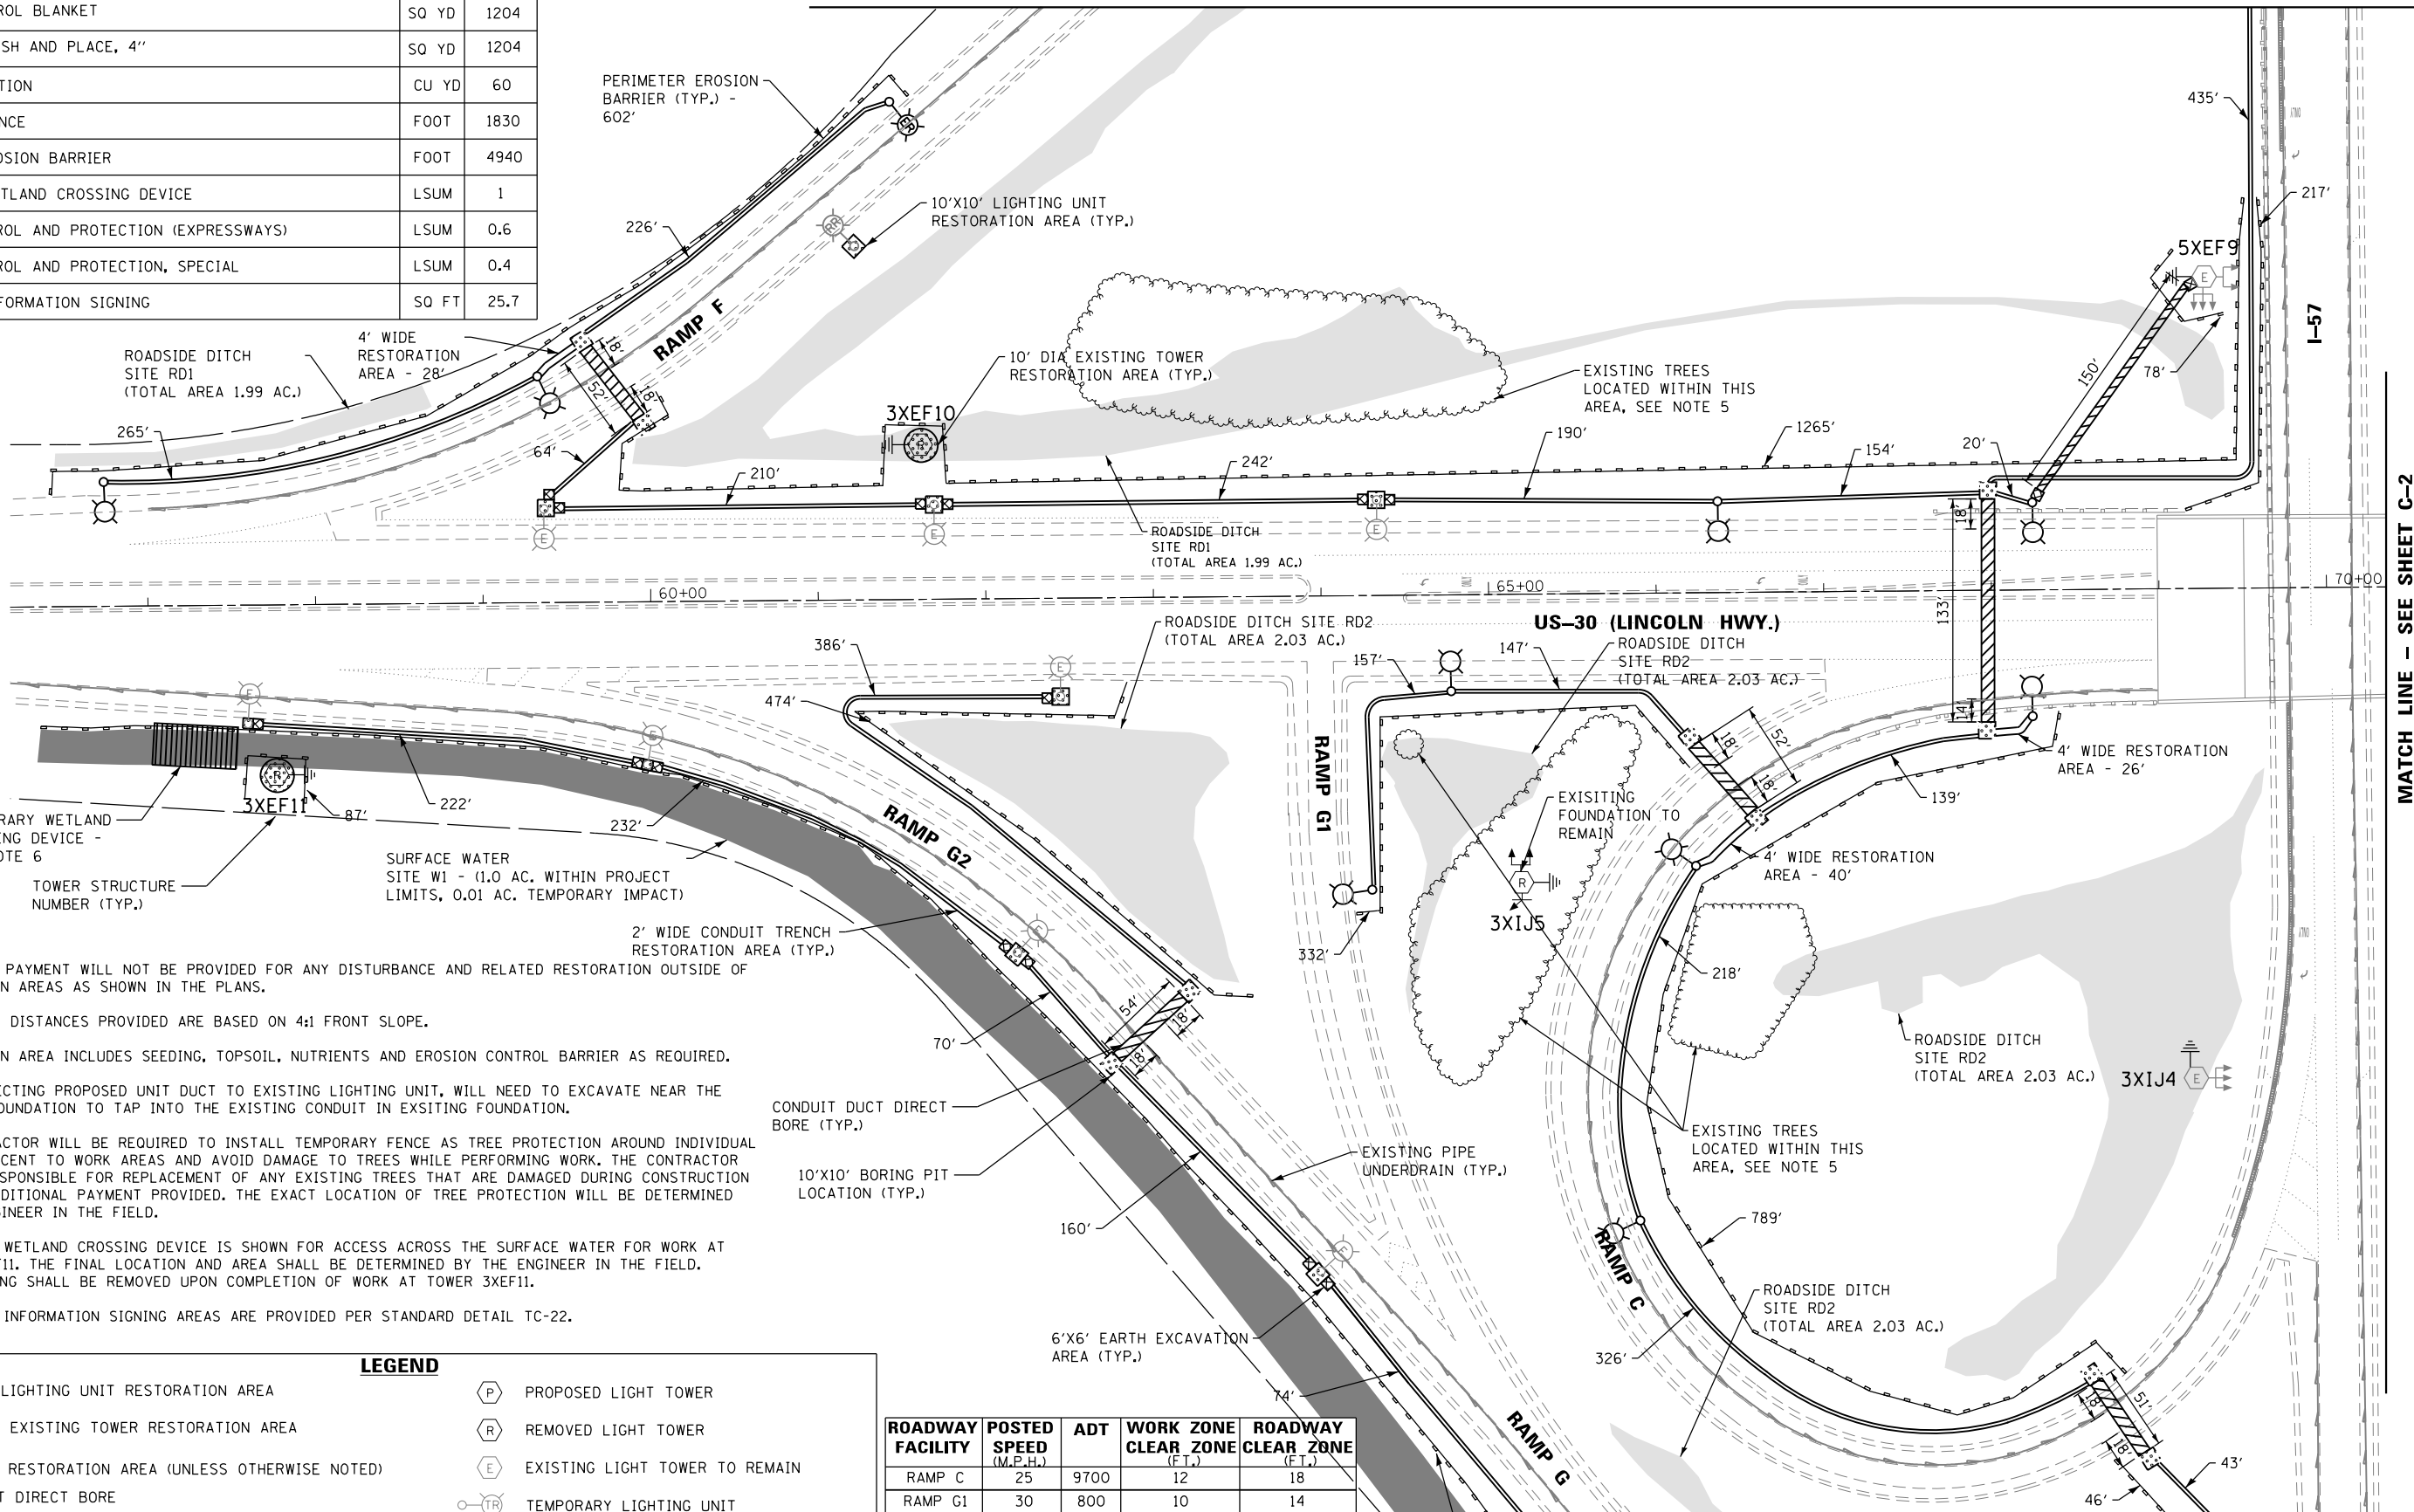 ROL BLANKET SQ YD 1204
SH AND PLACE, 4" SQ YD 1204
TION CU YD 60
NCE FOOT 1830
OSION BARRIER FOOT 4940
TLAND CROSSING DEVICE LSUM 1
ROL AND PROTECTION (EXPRESSWAYS) LSUM 0.6
ROL AND PROTECTION, SPECIAL LSUM 0.4
FORMATION SIGNING SQ FT 25.7
PERIMETER EROSION
BARRIER (TYP.) -
602'
ER
RR
226'
10'X10' LIGHTING UNIT
RESTORATION AREA (TYP.)
RAMP F
435'
ONLY
217'
5XEF9
E
I-57
150'
78'
ROADSIDE DITCH
SITE RD1
(TOTAL AREA 1.99 AC.)
4' WIDE
RESTORATION
AREA - 28'
18'
52'
18'
265'
64'
10' DIA EXISTING TOWER
RESTORATION AREA (TYP.)
3XEF10
R
EXISTING TREES
LOCATED WITHIN THIS
AREA, SEE NOTE 5
210'
242'
190'
1265'
154'
20'
18'
E
E
E
ROADSIDE DITCH
SITE RD1
(TOTAL AREA 1.99 AC.)
60+00
65+00
70+00
133'
14'
US-30 (LINCOLN HWY.)
MATCH LINE - SEE SHEET C-2
386'
474'
E
ROADSIDE DITCH SITE RD2
(TOTAL AREA 2.03 AC.)
157'
147'
ROADSIDE DITCH
SITE RD2
(TOTAL AREA 2.03 AC.)
52'
18'
18'
4' WIDE RESTORATION
AREA - 26'
139'
E
E
R
3XEF11
87'
222'
232'
RARY WETLAND
ING DEVICE -
OTE 6
TOWER STRUCTURE
NUMBER (TYP.)
SURFACE WATER
SITE W1 - (1.0 AC. WITHIN PROJECT
LIMITS, 0.01 AC. TEMPORARY IMPACT)
RAMP G2
RAMP G1
EXISITING
FOUNDATION TO
REMAIN
R
3XIJ5
332'
4' WIDE RESTORATION
AREA - 40'
218'
ONLY
2' WIDE CONDUIT TRENCH
RESTORATION AREA (TYP.)
E
54'
18'
18'
70'
ROADSIDE DITCH
SITE RD2
(TOTAL AREA 2.03 AC.)
3XIJ4
E
CONDUIT DUCT DIRECT
BORE (TYP.)
10'X10' BORING PIT
LOCATION (TYP.)
EXISTING PIPE
UNDERDRAIN (TYP.)
EXISTING TREES
LOCATED WITHIN THIS
AREA, SEE NOTE 5
160'
E
789'
RAMP C
ROADSIDE DITCH
SITE RD2
(TOTAL AREA 2.03 AC.)
6'X6' EARTH EXCAVATION
AREA (TYP.)
326'
74'
RAMP G
51'
18'
18'
43'
46'
PAYMENT WILL NOT BE PROVIDED FOR ANY DISTURBANCE AND RELATED RESTORATION OUTSIDE OF
N AREAS AS SHOWN IN THE PLANS.
DISTANCES PROVIDED ARE BASED ON 4:1 FRONT SLOPE.
N AREA INCLUDES SEEDING, TOPSOIL, NUTRIENTS AND EROSION CONTROL BARRIER AS REQUIRED.
ECTING PROPOSED UNIT DUCT TO EXISTING LIGHTING UNIT, WILL NEED TO EXCAVATE NEAR THE
OUNDATION TO TAP INTO THE EXISTING CONDUIT IN EXSITING FOUNDATION.
ACTOR WILL BE REQUIRED TO INSTALL TEMPORARY FENCE AS TREE PROTECTION AROUND INDIVIDUAL
CENT TO WORK AREAS AND AVOID DAMAGE TO TREES WHILE PERFORMING WORK. THE CONTRACTOR
SPONSIBLE FOR REPLACEMENT OF ANY EXISTING TREES THAT ARE DAMAGED DURING CONSTRUCTION
DDITIONAL PAYMENT PROVIDED. THE EXACT LOCATION OF TREE PROTECTION WILL BE DETERMINED
GINEER IN THE FIELD.
WETLAND CROSSING DEVICE IS SHOWN FOR ACCESS ACROSS THE SURFACE WATER FOR WORK AT
F11. THE FINAL LOCATION AND AREA SHALL BE DETERMINED BY THE ENGINEER IN THE FIELD.
NG SHALL BE REMOVED UPON COMPLETION OF WORK AT TOWER 3XEF11.
INFORMATION SIGNING AREAS ARE PROVIDED PER STANDARD DETAIL TC-22.
LEGEND
LIGHTING UNIT RESTORATION AREA
EXISTING TOWER RESTORATION AREA
RESTORATION AREA (UNLESS OTHERWISE NOTED)
T DIRECT BORE
P PROPOSED LIGHT TOWER
R REMOVED LIGHT TOWER
E EXISTING LIGHT TOWER TO REMAIN
TR TEMPORARY LIGHTING UNIT
ROADWAY FACILITY POSTED SPEED (M.P.H.) ADT WORK ZONE CLEAR ZONE (FT.) ROADWAY CLEAR ZONE (FT.)
RAMP C 25 9700 12 18
RAMP G1 30 800 10 14